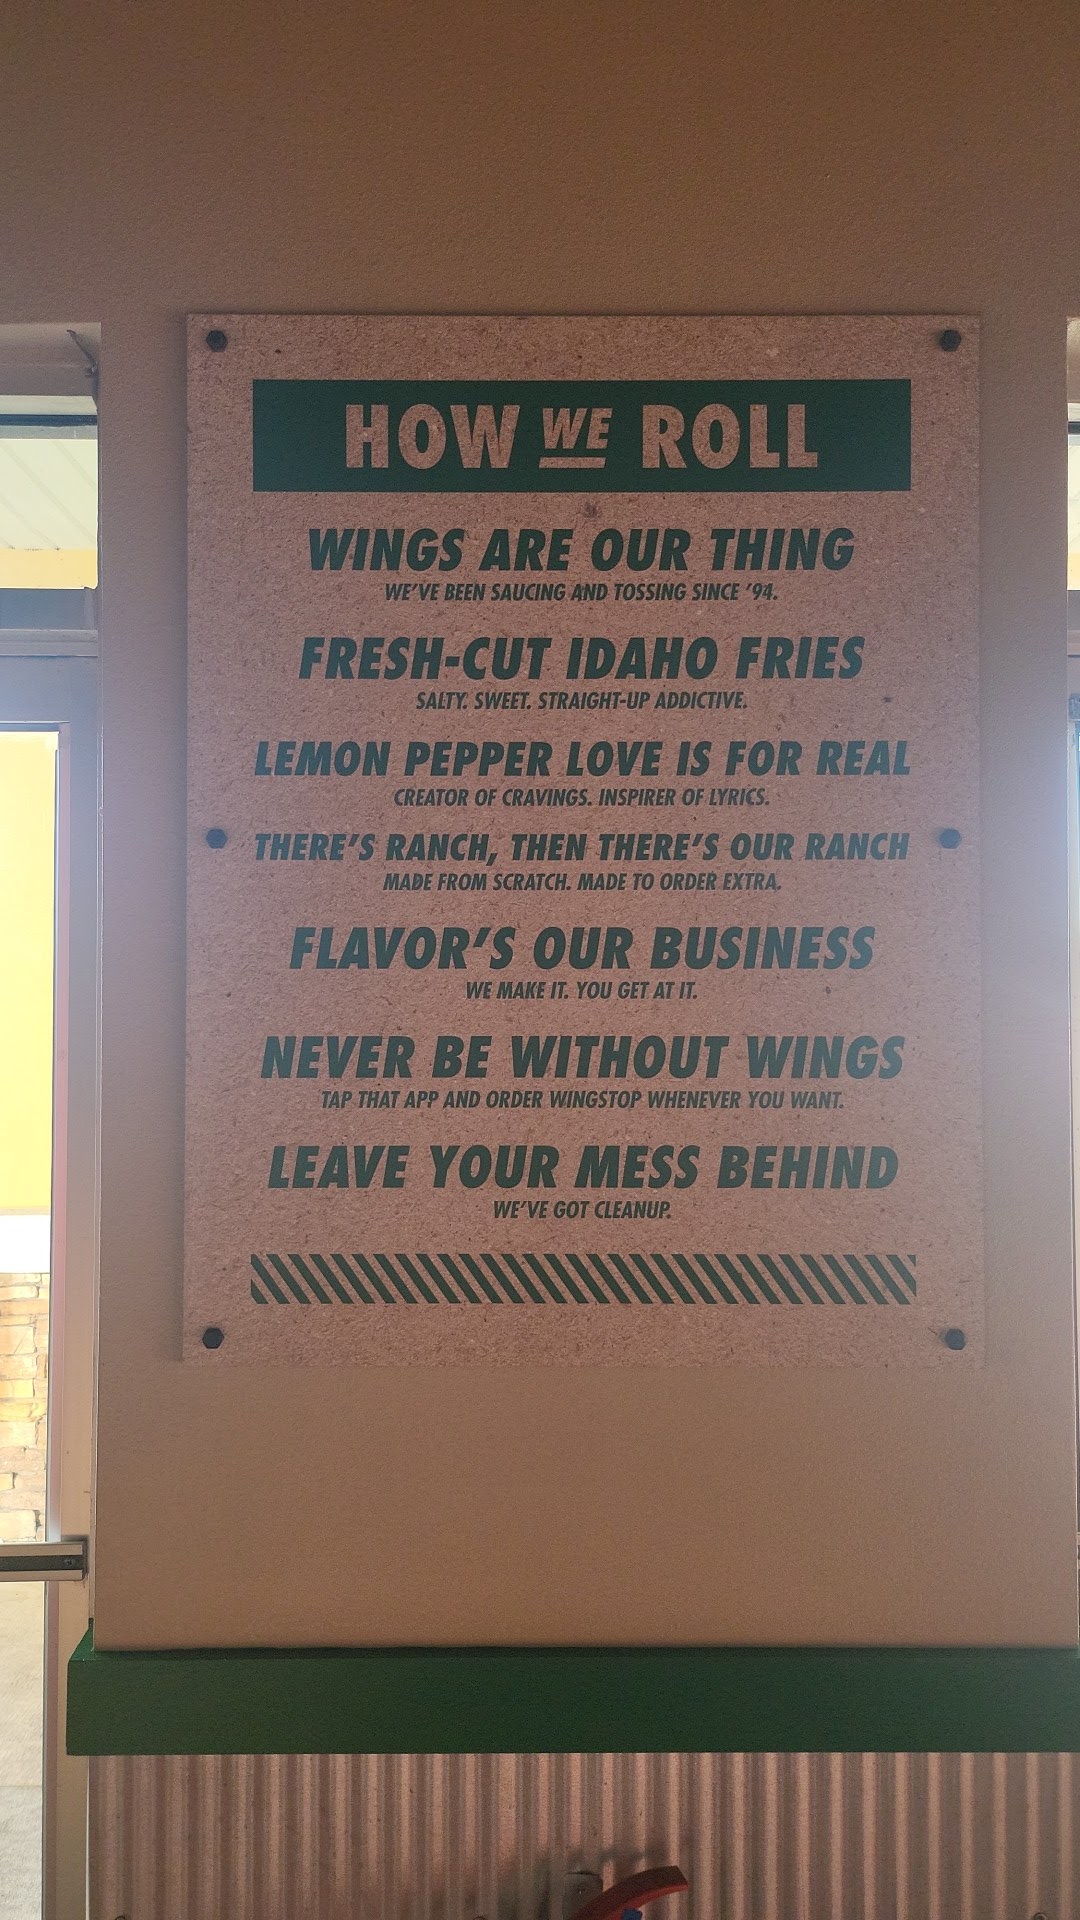 HOW WE ROLL
WINGS ARE OUR THING
WE'VE BEEN SAUCING AND TOSSING SINCE '94.
FRESH-CUT IDAHO FRIES
SALTY. SWEET. STRAIGHT-UP ADDICTIVE.
LEMON PEPPER LOVE IS FOR REAL
CREATOR OF CRAVINGS. INSPIRER OF LYRICS.
THERE'S RANCH, THEN THERE'S OUR RANCH
MADE FROM SCRATCH. MADE TO ORDER EXTRA.
FLAVOR'S OUR BUSINESS
WE MAKE IT. YOU GET AT IT.
NEVER BE WITHOUT WINGS
TAP THAT APP AND ORDER WINGSTOP WHENEVER YOU WANT.
LEAVE YOUR MESS BEHIND
WE'VE GOT CLEANUP.